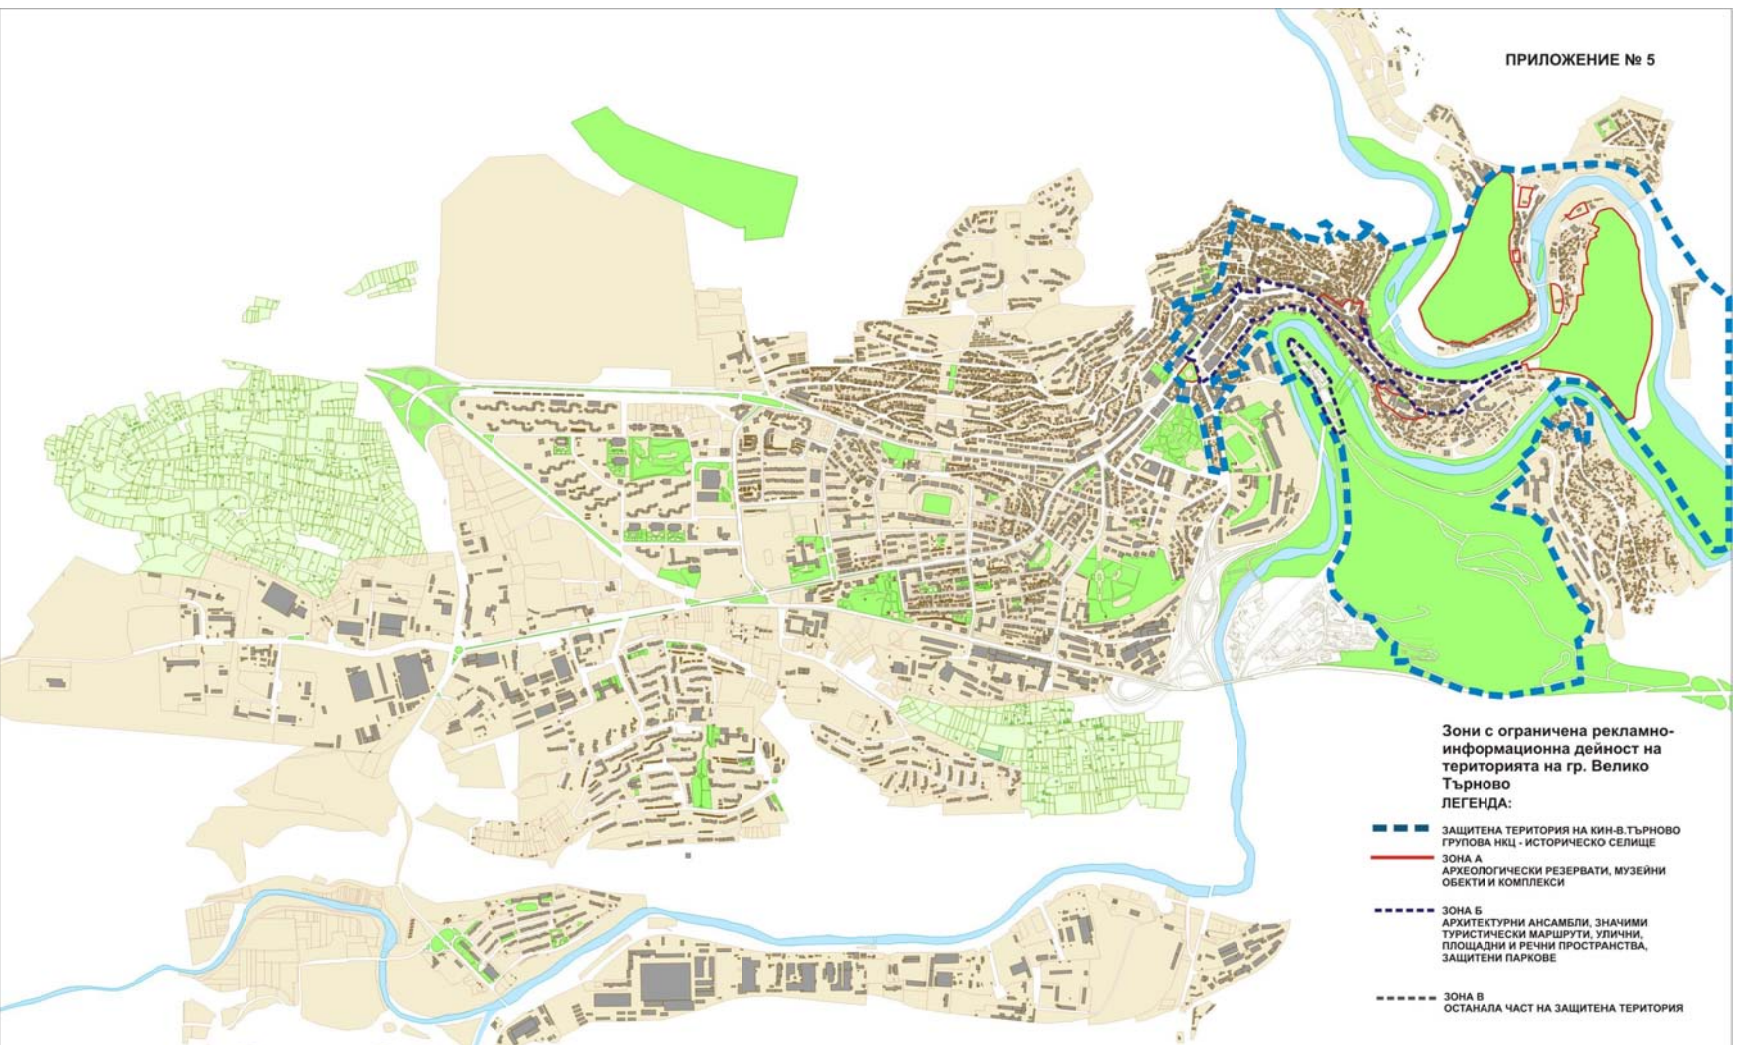 ПРИЛОЖЕНИЕ № 5
Зони с ограничена рекламно-
информационна дейност на
територията на гр. Велико
Търново
ЛЕГЕНДА:
ЗАЩИТЕНА ТЕРИТОРИЯ НА КИН-В.ТЪРНОВО
ГРУПОВА НКЦ - ИСТОРИЧЕСКО СЕЛИЩЕ
ЗОНА А
АРХЕОЛОГИЧЕСКИ РЕЗЕРВАТИ, МУЗЕЙНИ
ОБЕКТИ И КОМПЛЕКСИ
ЗОНА Б
АРХИТЕКТУРНИ АНСАМБЛИ, ЗНАЧИМИ
ТУРИСТИЧЕСКИ МАРШРУТИ, УЛИЧНИ,
ПЛОЩАДНИ И РЕЧНИ ПРОСТРАНСТВА,
ЗАЩИТЕНИ ПАРКОВЕ
ЗОНА В
ОСТАНАЛА ЧАСТ НА ЗАЩИТЕНА ТЕРИТОРИЯ